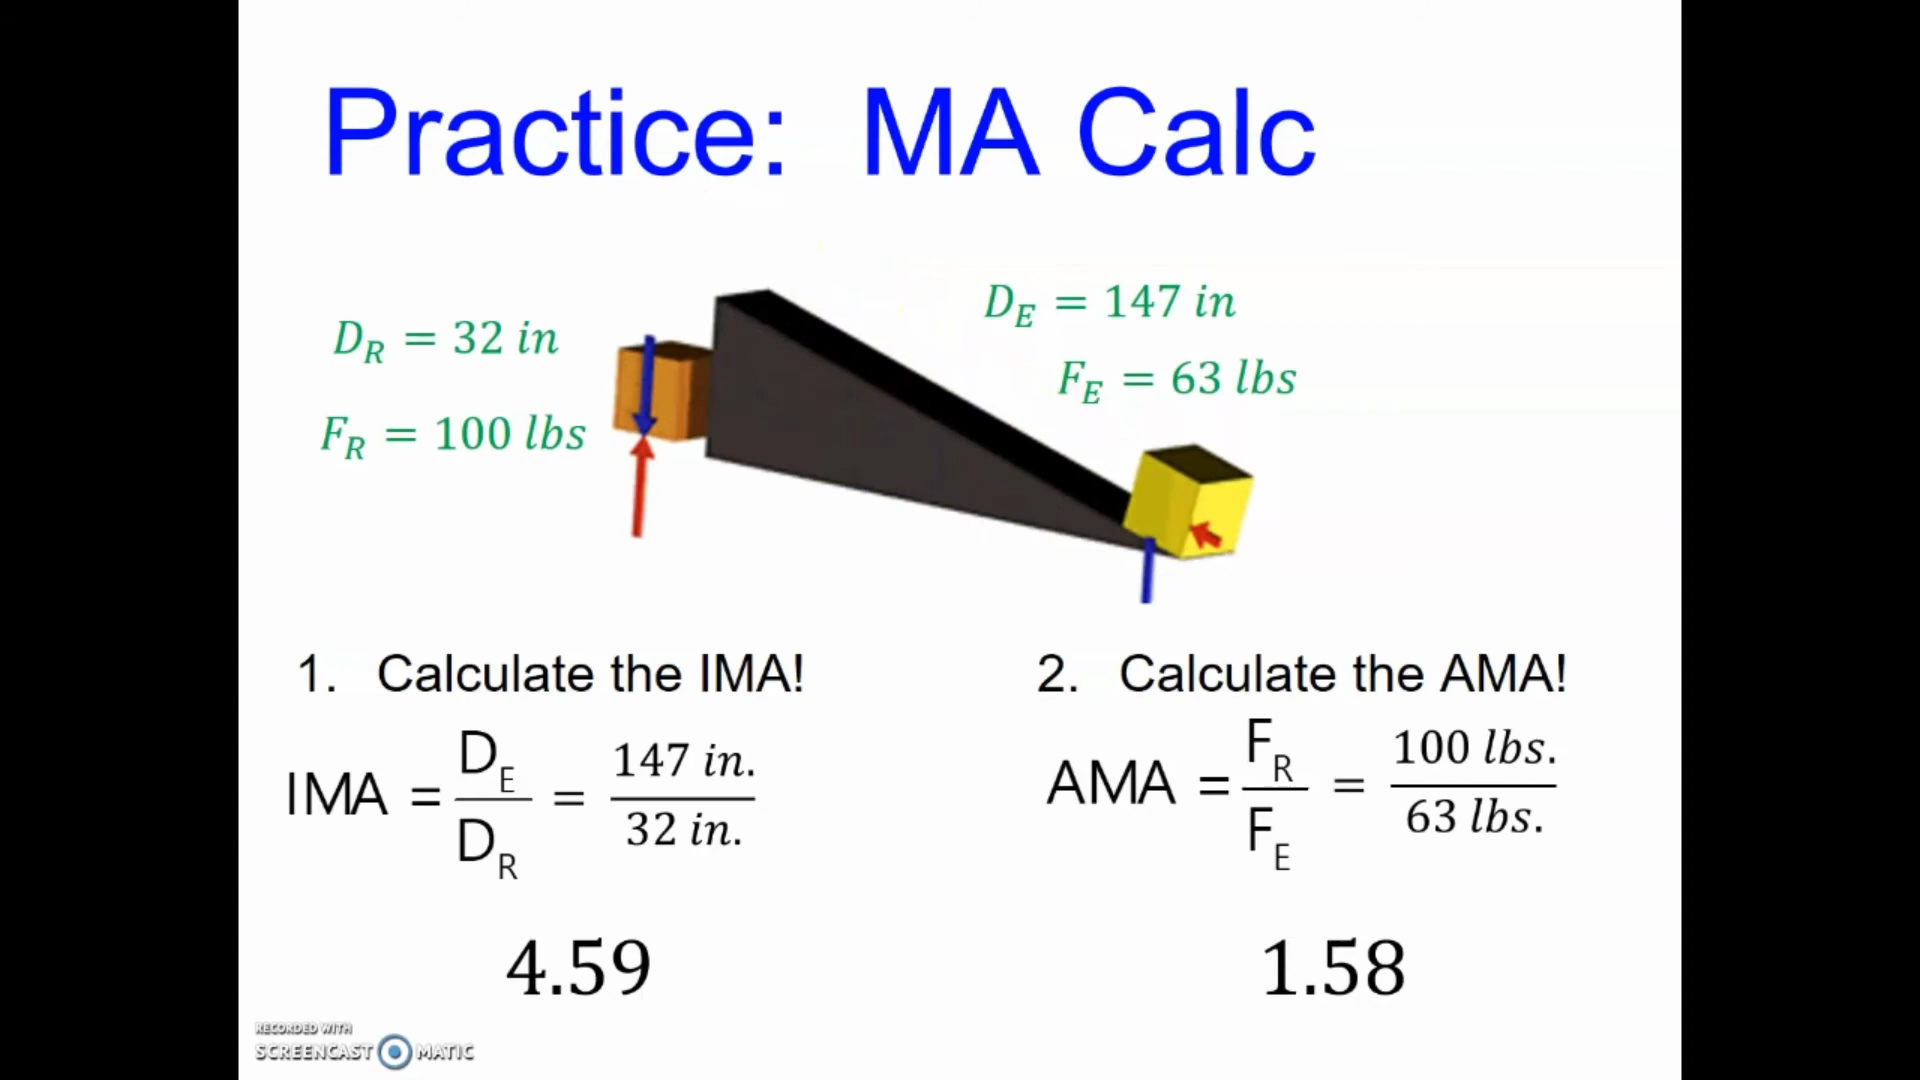 Practice: MA Calc
D_E = 147 in
D_R = 32 in
F_E = 63 lbs
F_R = 100 lbs
1. Calculate the IMA!
IMA = D_E/D_R = 147 in./32 in.
4.59
2. Calculate the AMA!
AMA = F_R/F_E = 100 lbs./63 lbs.
1.58
RECORDED WITH
SCREENCAST MATIC